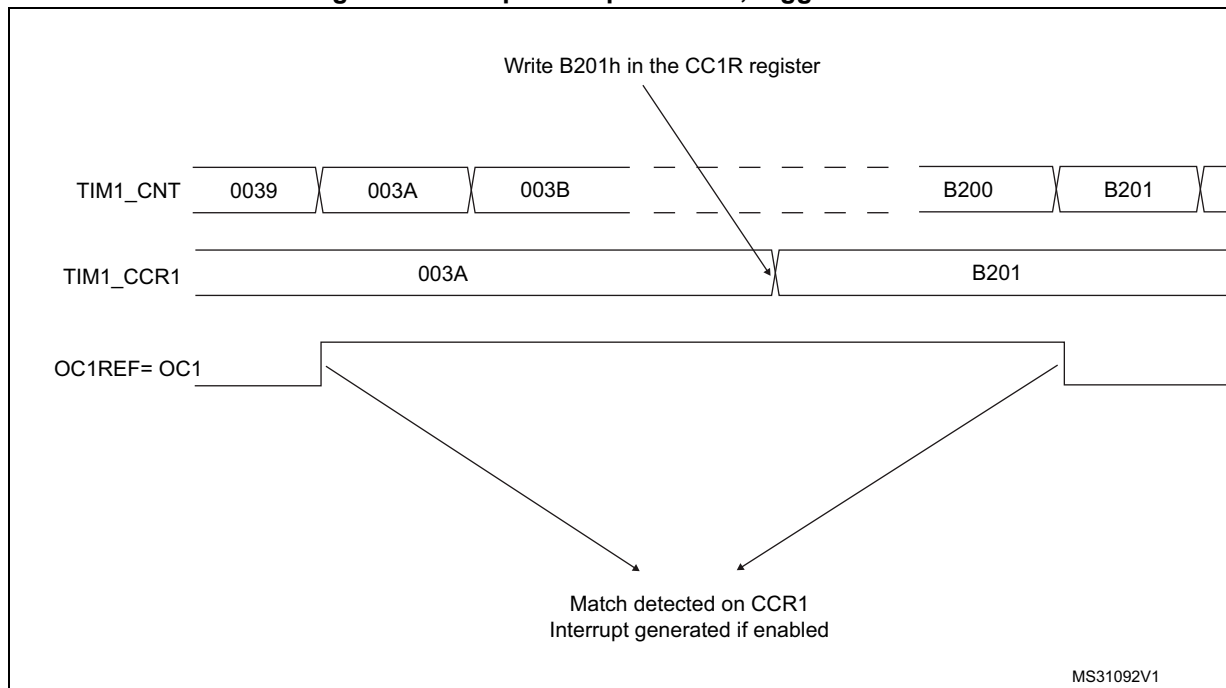 Write B201h in the CC1R register
TIM1_CNT 0039 003A 003B B200 B201
TIM1_CCR1 003A B201
OC1REF= OC1
Match detected on CCR1
Interrupt generated if enabled
MS31092V1